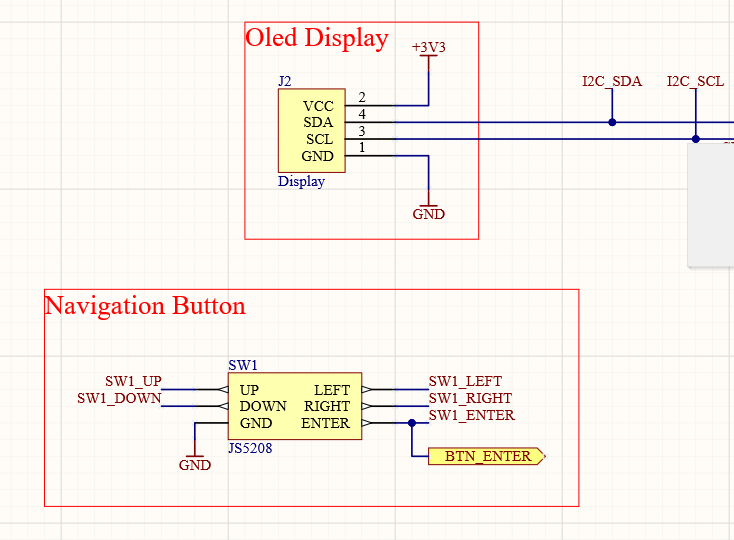 Oled Display
+3V3
J2
VCC 2
SDA 4
SCL 3
GND 1
Display
GND
I2C_SDA
I2C_SCL
Navigation Button
SW1
SW1_UP
SW1_DOWN
UP LEFT
DOWN RIGHT
GND ENTER
SW1_LEFT
SW1_RIGHT
SW1_ENTER
JS5208
GND
BTN_ENTER